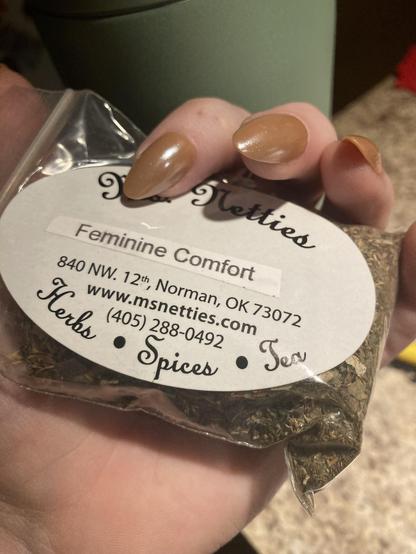 Netties
Feminine Comfort
840 NW. 12th, Norman, OK 73072
www.msnetties.com
(405) 288-0492
Herbs • Spices • Tea